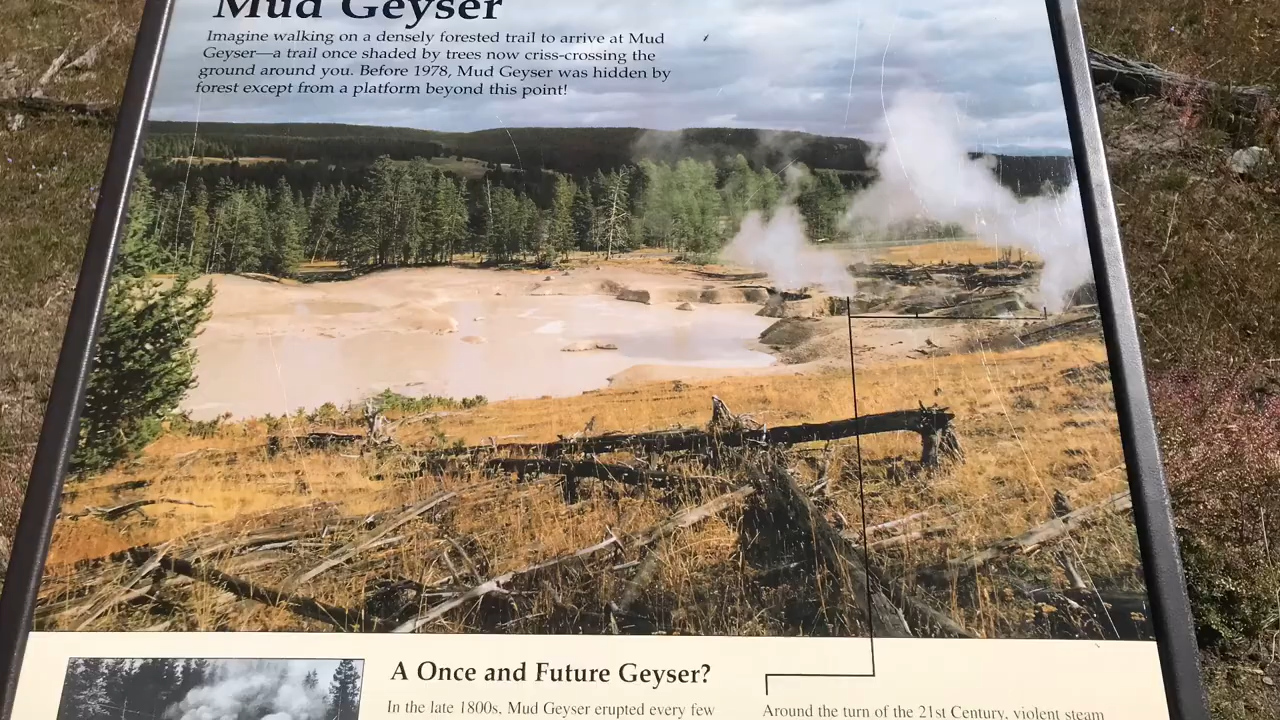 Mud Geyser
Imagine walking on a densely forested trail to arrive at Mud
Geyser—a trail once shaded by trees now criss-crossing the
ground around you. Before 1978, Mud Geyser was hidden by
forest except from a platform beyond this point!
A Once and Future Geyser?
In the late 1800s, Mud Geyser erupted every few
Around the turn of the 21st Century, violent steam